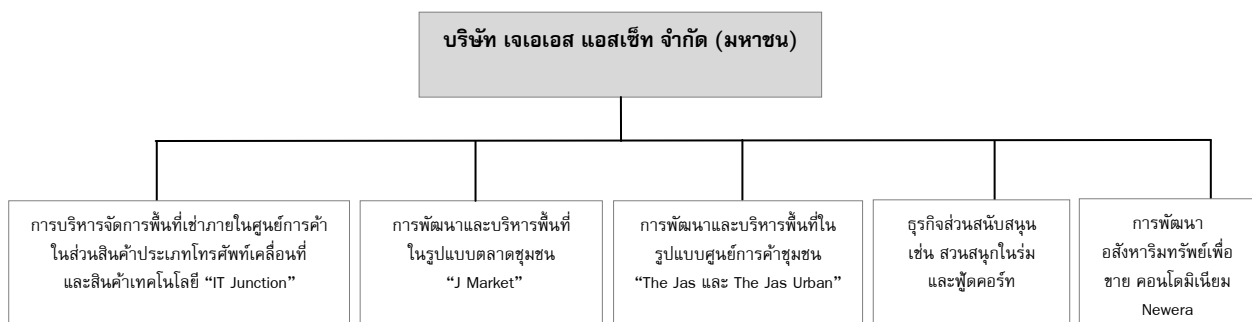 บริษัท เจเอเอส แอสเซ็ท จำกัด (มหาชน)
การบริหารจัดการพื้นที่เช่าภายในศูนย์การค้า
ในส่วนสินค้าประเภทโทรศัพท์เคลื่อนที่
และสินค้าเทคโนโลยี “IT Junction”
การพัฒนาและบริหารพื้นที่
ในรูปแบบตลาดชุมชน
“J Market”
การพัฒนาและบริหารพื้นที่ใน
รูปแบบศูนย์การค้าชุมชน
“The Jas และ The Jas Urban”
ธุรกิจส่วนสนับสนุน
เช่น สวนสนุกในร่ม
และฟู้ดคอร์ท
การพัฒนา
อสังหาริมทรัพย์เพื่อ
ขาย คอนโดมิเนียม
Newera